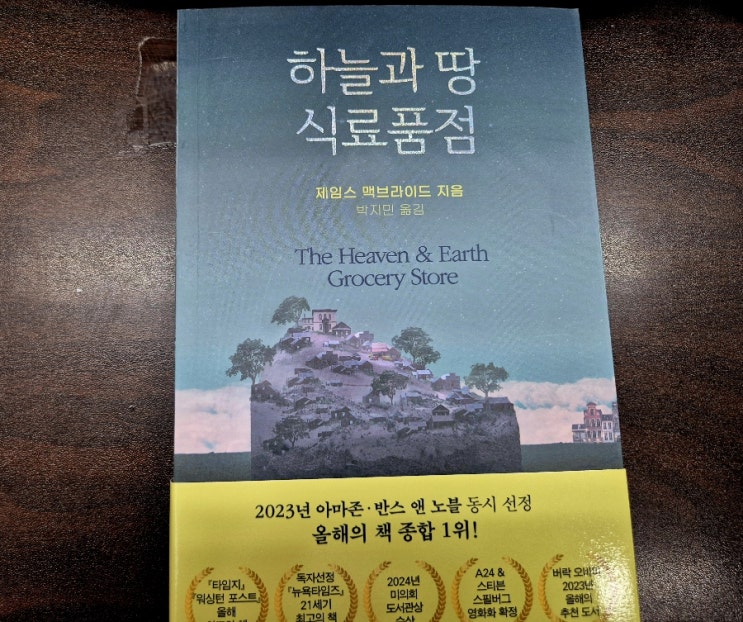 하늘과 땅
식료품점
제임스 맥브라이드 지음
박지민 옮김
The Heaven & Earth
Grocery Store
2023년 아마존·반스 앤 노블 동시 선정
올해의 책 종합 1위!
『타임지』
『워싱턴 포스트』
올해
독자선정
『뉴욕타임즈』
21세기
최고의 책
2024년
미의회
도서관상
수상
A24 &
스티븐
스필버그
영화화 확정
버락 오바마
2023년
올해의
추천 도서